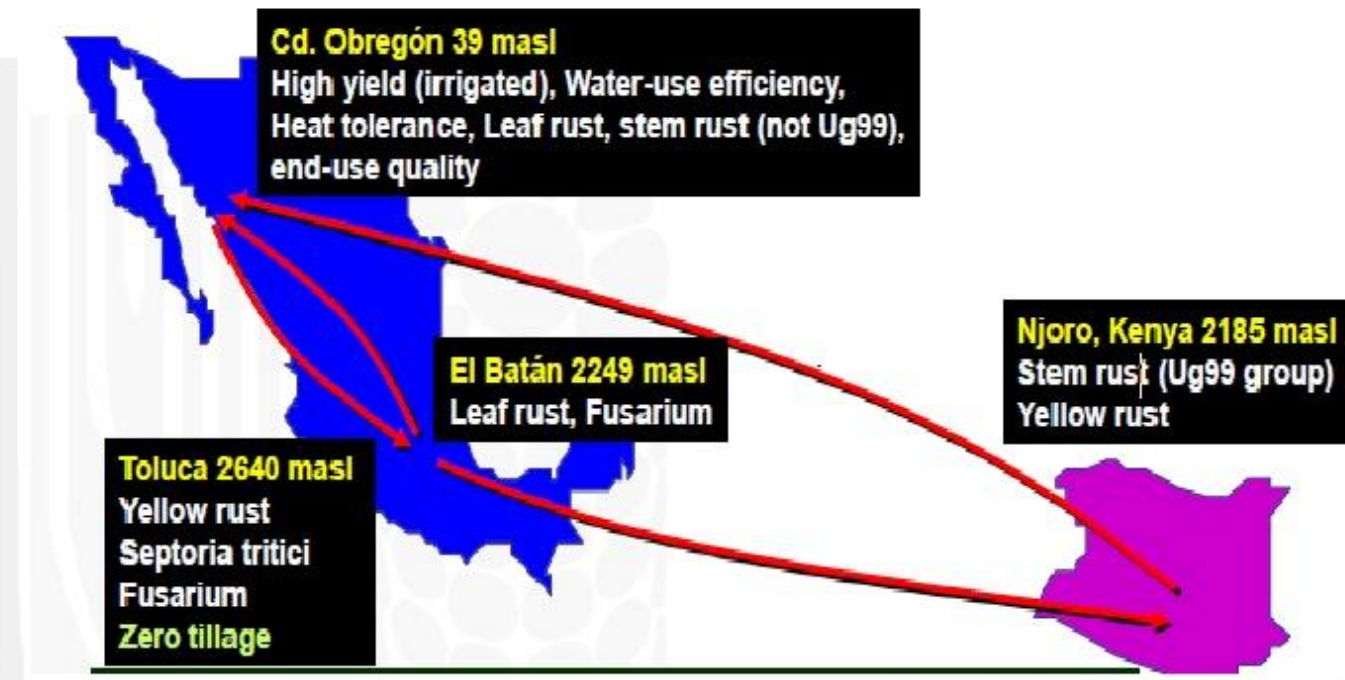 Cd. Obregón 39 masl
High yield (irrigated), Water-use efficiency,
Heat tolerance, Leaf rust, stem rust (not Ug99),
end-use quality
El Batán 2249 masl
Leaf rust, Fusarium
Njoro, Kenya 2185 masl
Stem rust (Ug99 group)
Yellow rust
Toluca 2640 masl
Yellow rust
Septoria tritici
Fusarium
Zero tillage